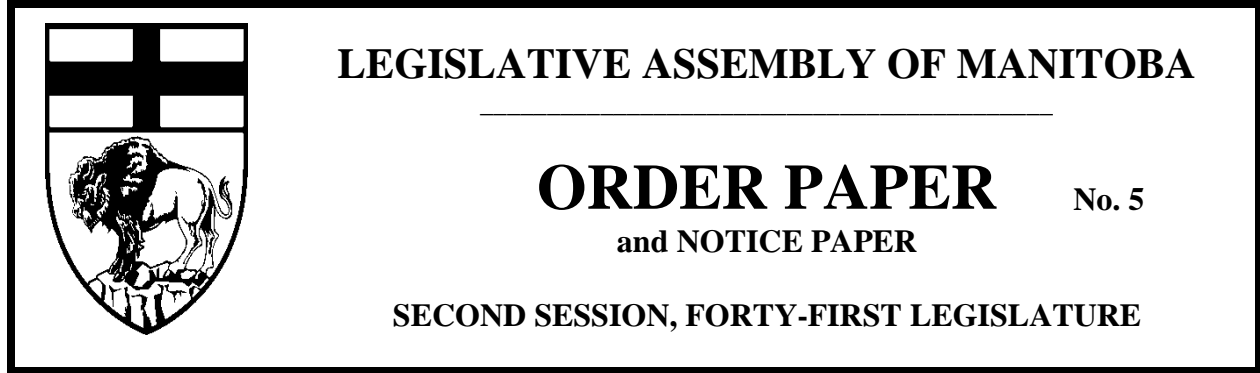 LEGISLATIVE ASSEMBLY OF MANITOBA
ORDER PAPER No. 5
and NOTICE PAPER
SECOND SESSION, FORTY-FIRST LEGISLATURE